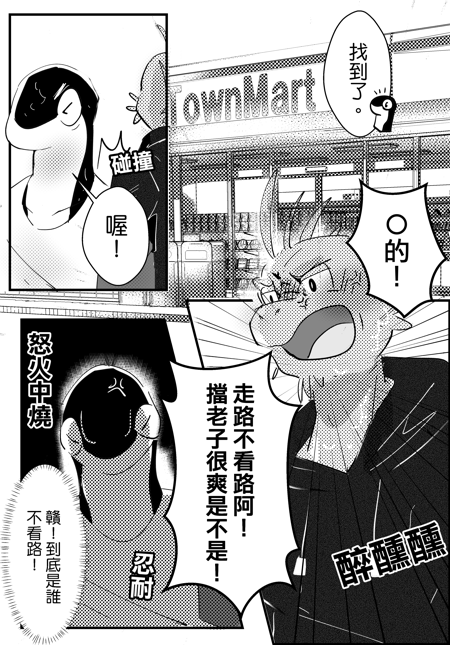 找到了。
TownMart
碰撞
喔！
〇的！
走路不看路阿！
擋老子很爽是不是！
醉醺醺
怒火中燒
忍耐
贛！到底是誰
不看路！